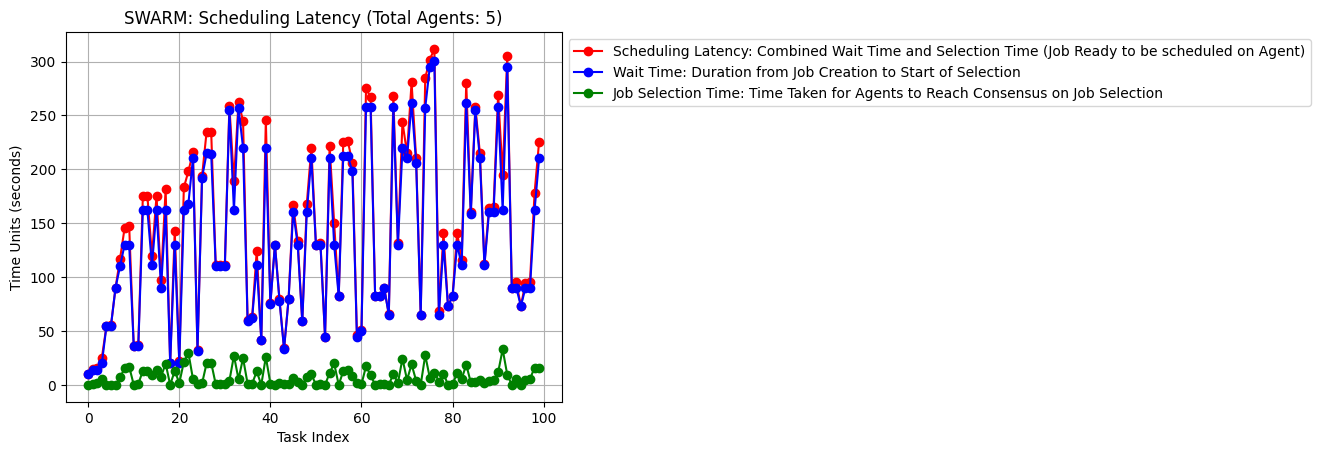 SWARM: Scheduling Latency (Total Agents: 5)
Scheduling Latency: Combined Wait Time and Selection Time (Job Ready to be scheduled on Agent)
Wait Time: Duration from Job Creation to Start of Selection
Job Selection Time: Time Taken for Agents to Reach Consensus on Job Selection
Time Units (seconds)
300
250
200
150
100
50
0
0 20 40 60 80 100
Task Index